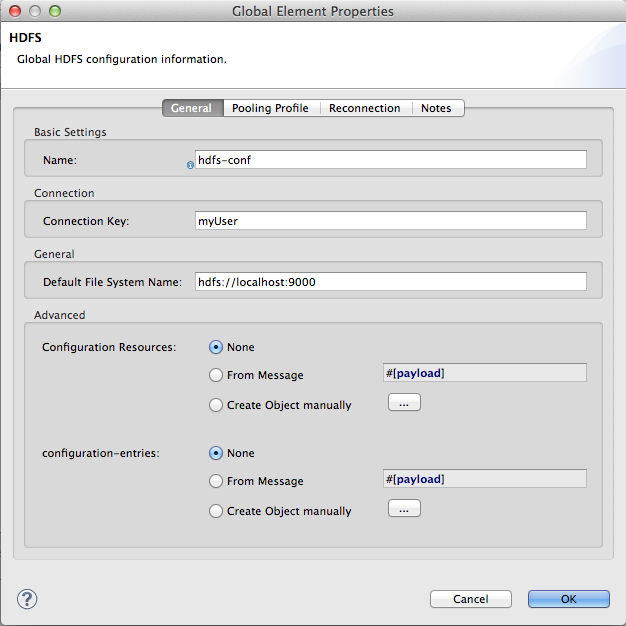 Global Element Properties
HDFS
Global HDFS configuration information.
General Pooling Profile Reconnection Notes
Basic Settings
Name: hdfs-conf
Connection
Connection Key: myUser
General
Default File System Name: hdfs://localhost:9000
Advanced
Configuration Resources: None
From Message #[payload]
Create Object manually ...
configuration-entries: None
From Message #[payload]
Create Object manually ...
? Cancel OK